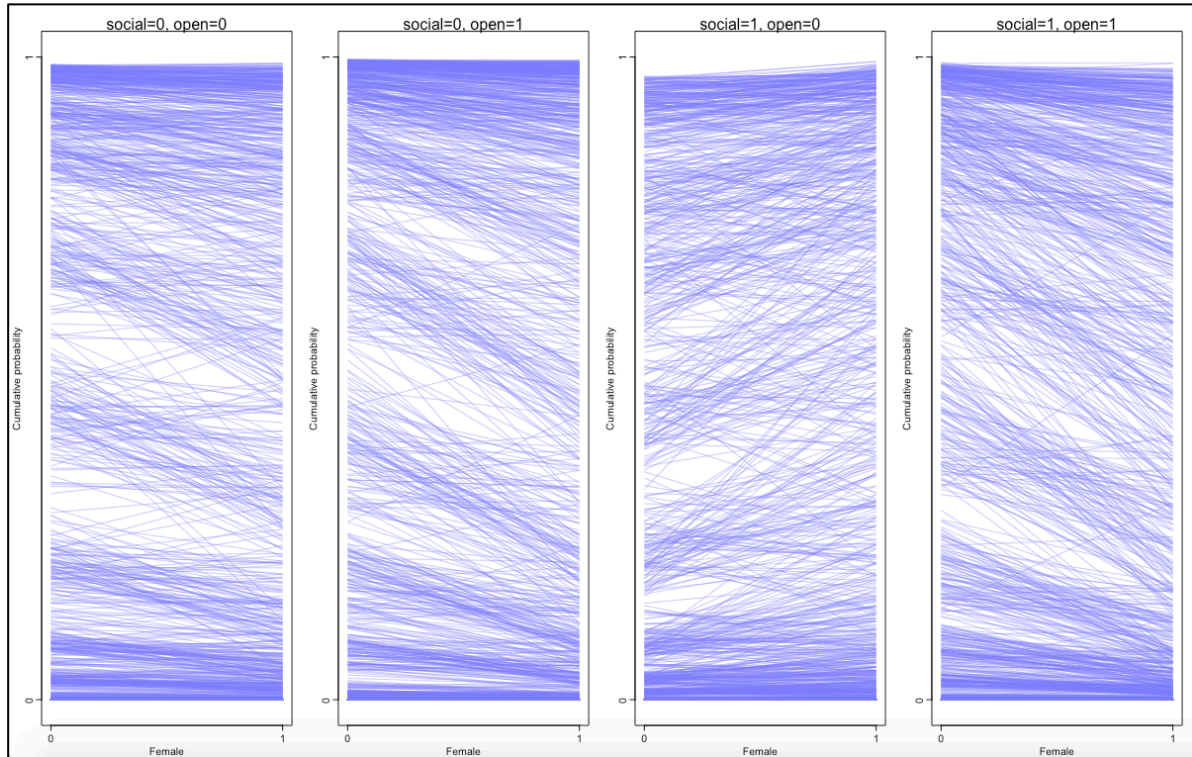 social=0, open=0
1
0
Cumulative probability
0
1
Female
social=0, open=1
1
0
Cumulative probability
0
1
Female
social=1, open=0
1
0
Cumulative probability
0
1
Female
social=1, open=1
1
0
Cumulative probability
0
1
Female